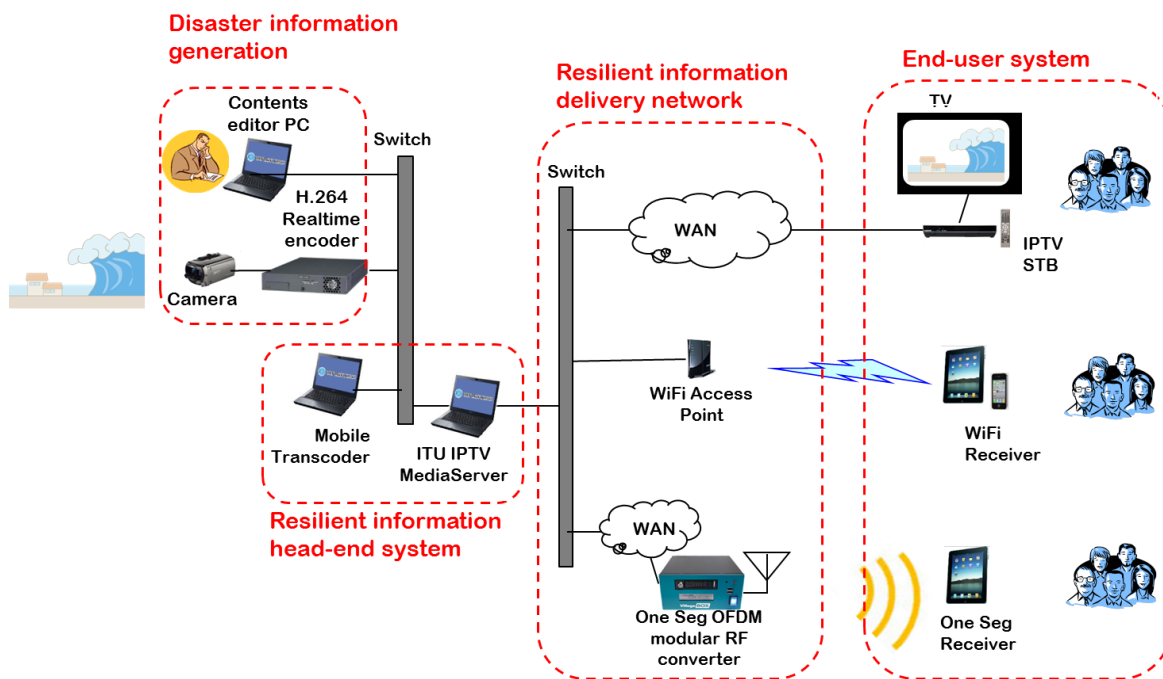 Disaster information
generation
Contents
editor PC
H.264
Realtime
encoder
Camera
Switch
Mobile
Transcoder
ITU IPTV
MediaServer
Resilient information
head-end system
Resilient information
delivery network
Switch
WAN
WiFi Access
Point
WAN
One Seg OFDM
modular RF
converter
End-user system
TV
IPTV
STB
WiFi
Receiver
One Seg
Receiver